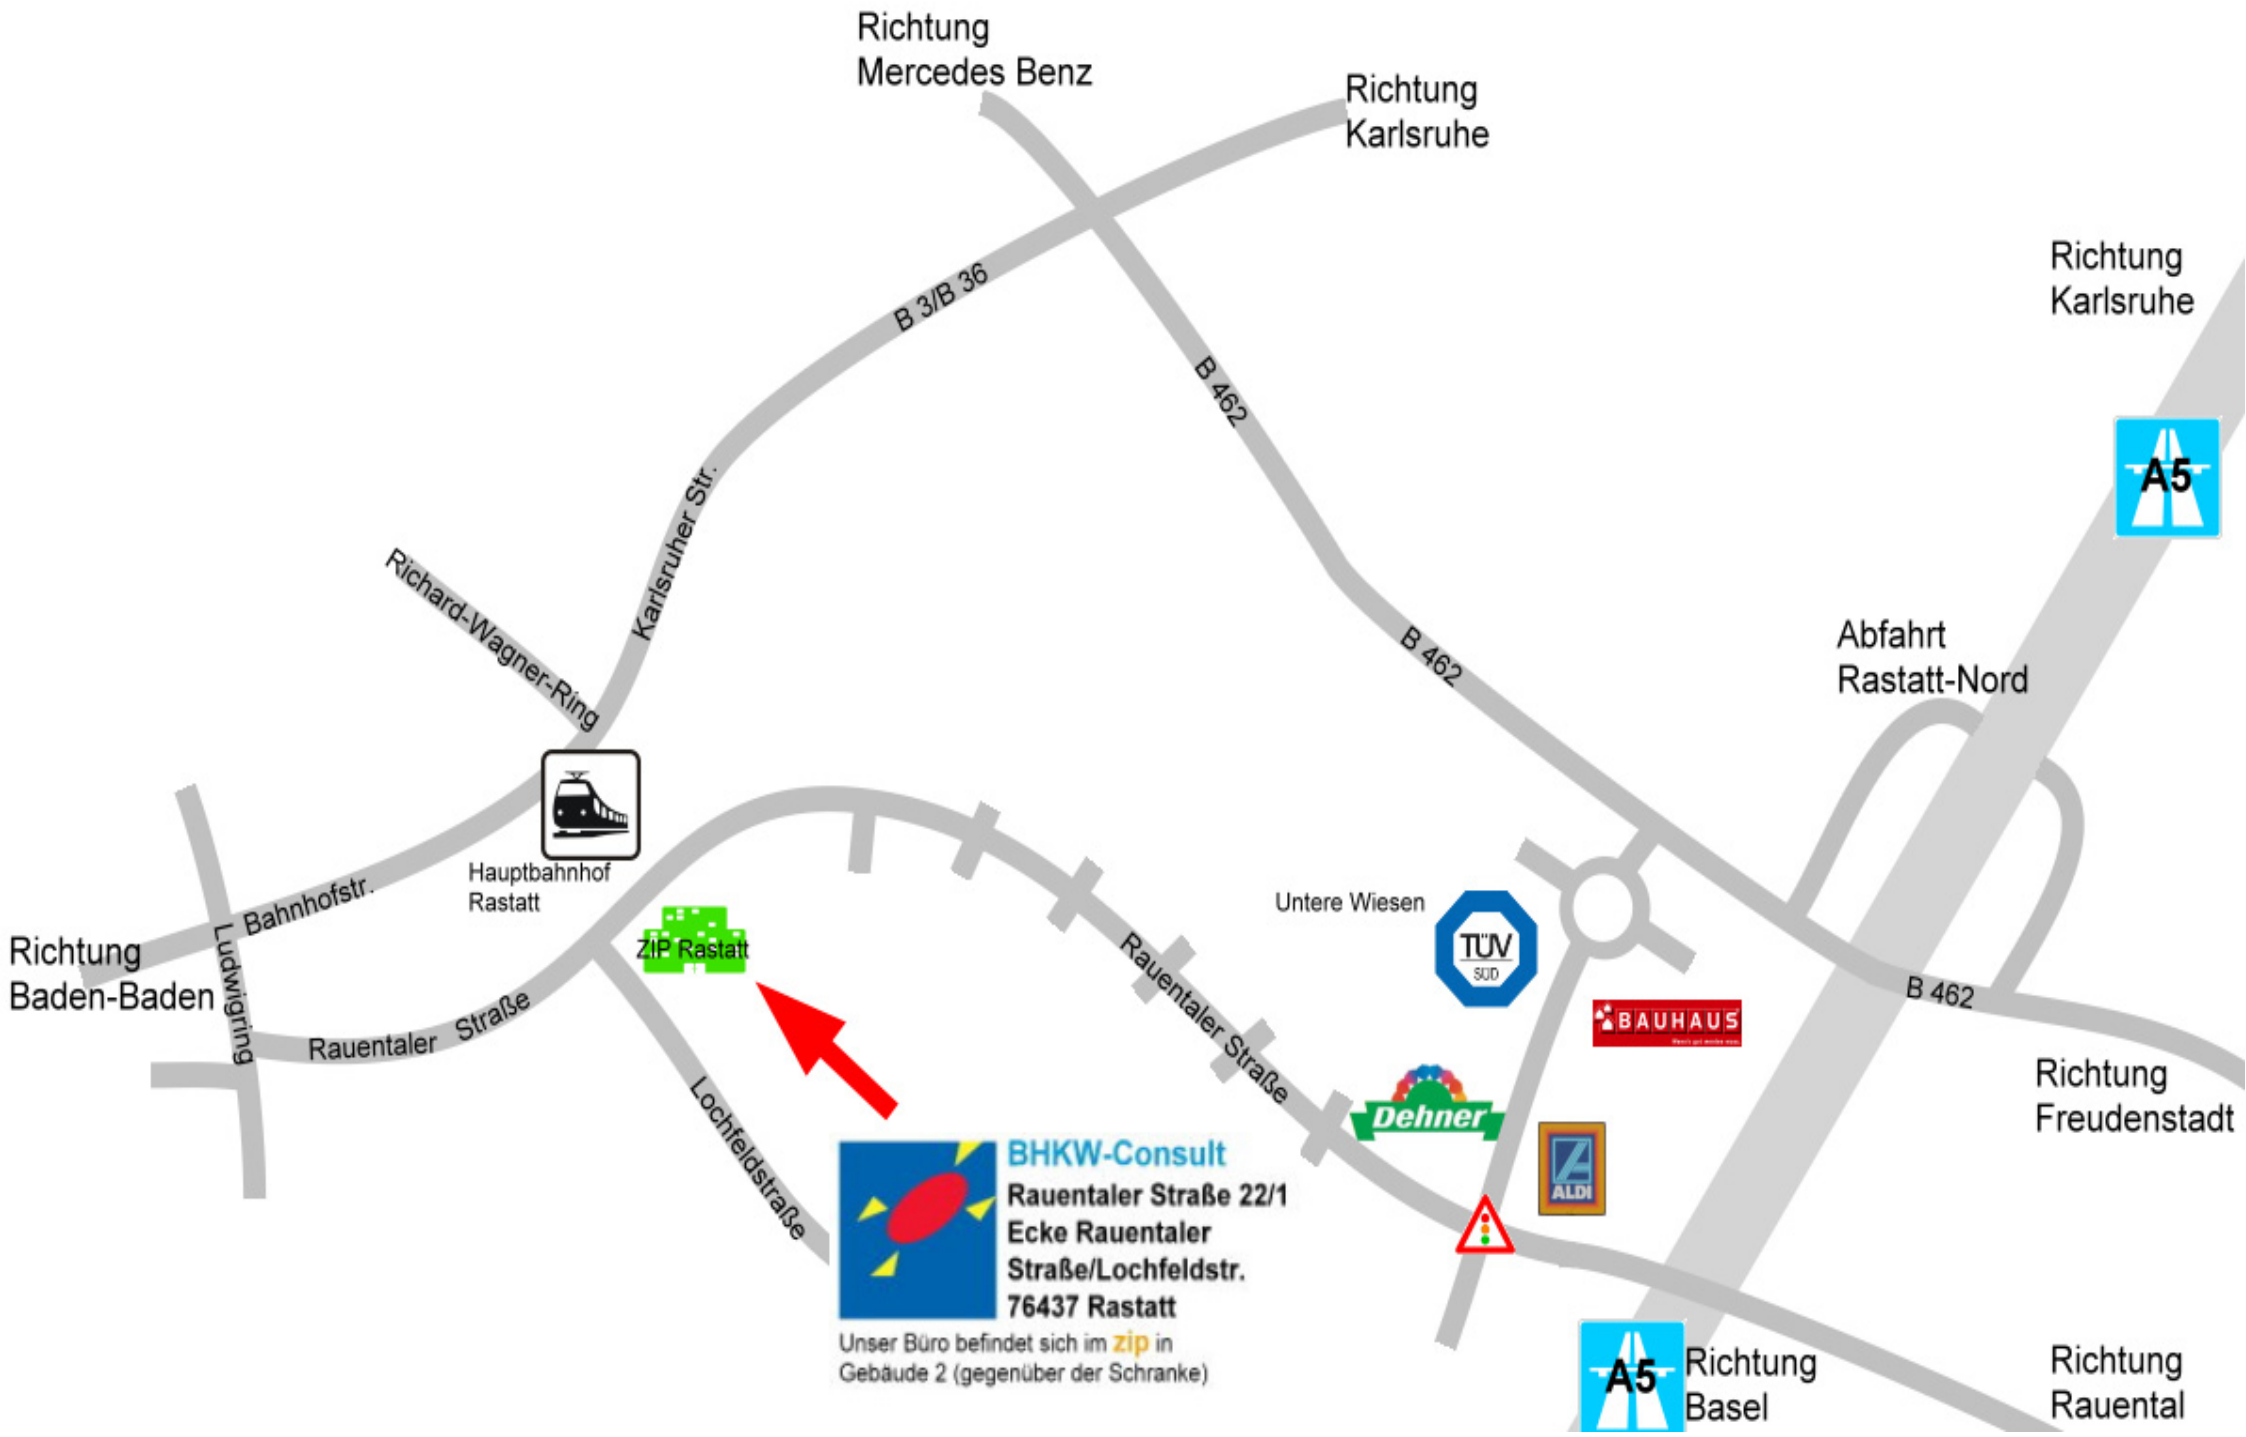 Richtung
Mercedes Benz
Richtung
Karlsruhe
Richtung
Karlsruhe
B 3/B 36
B 462
A5
Karlsruher Str.
Richard-Wagner-Ring
B 462
Abfahrt
Rastatt-Nord
Hauptbahnhof
Rastatt
Bahnhofstr.
Ludwigring
Richtung
Baden-Baden
Rauentaler Straße
ZIP Rastatt
Rauentaler Straße
Untere Wiesen
TÜV
SÜD
BAUHAUS
B 462
Richtung
Freudenstadt
Lochfeldstraße
Dehner
ALDI
BHKW-Consult
Rauentaler Straße 22/1
Ecke Rauentaler
Straße/Lochfeldstr.
76437 Rastatt
Unser Büro befindet sich im zip in
Gebäude 2 (gegenüber der Schranke)
A5
Richtung
Basel
Richtung
Rauental